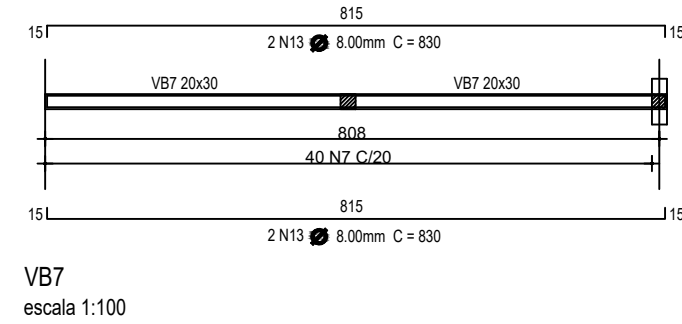 815
15 15
2 N13 Ø 8.00mm C = 830
VB7 20x30 VB7 20x30
808
40 N7 C/20
815
15 15
2 N13 Ø 8.00mm C = 830
VB7
escala 1:100